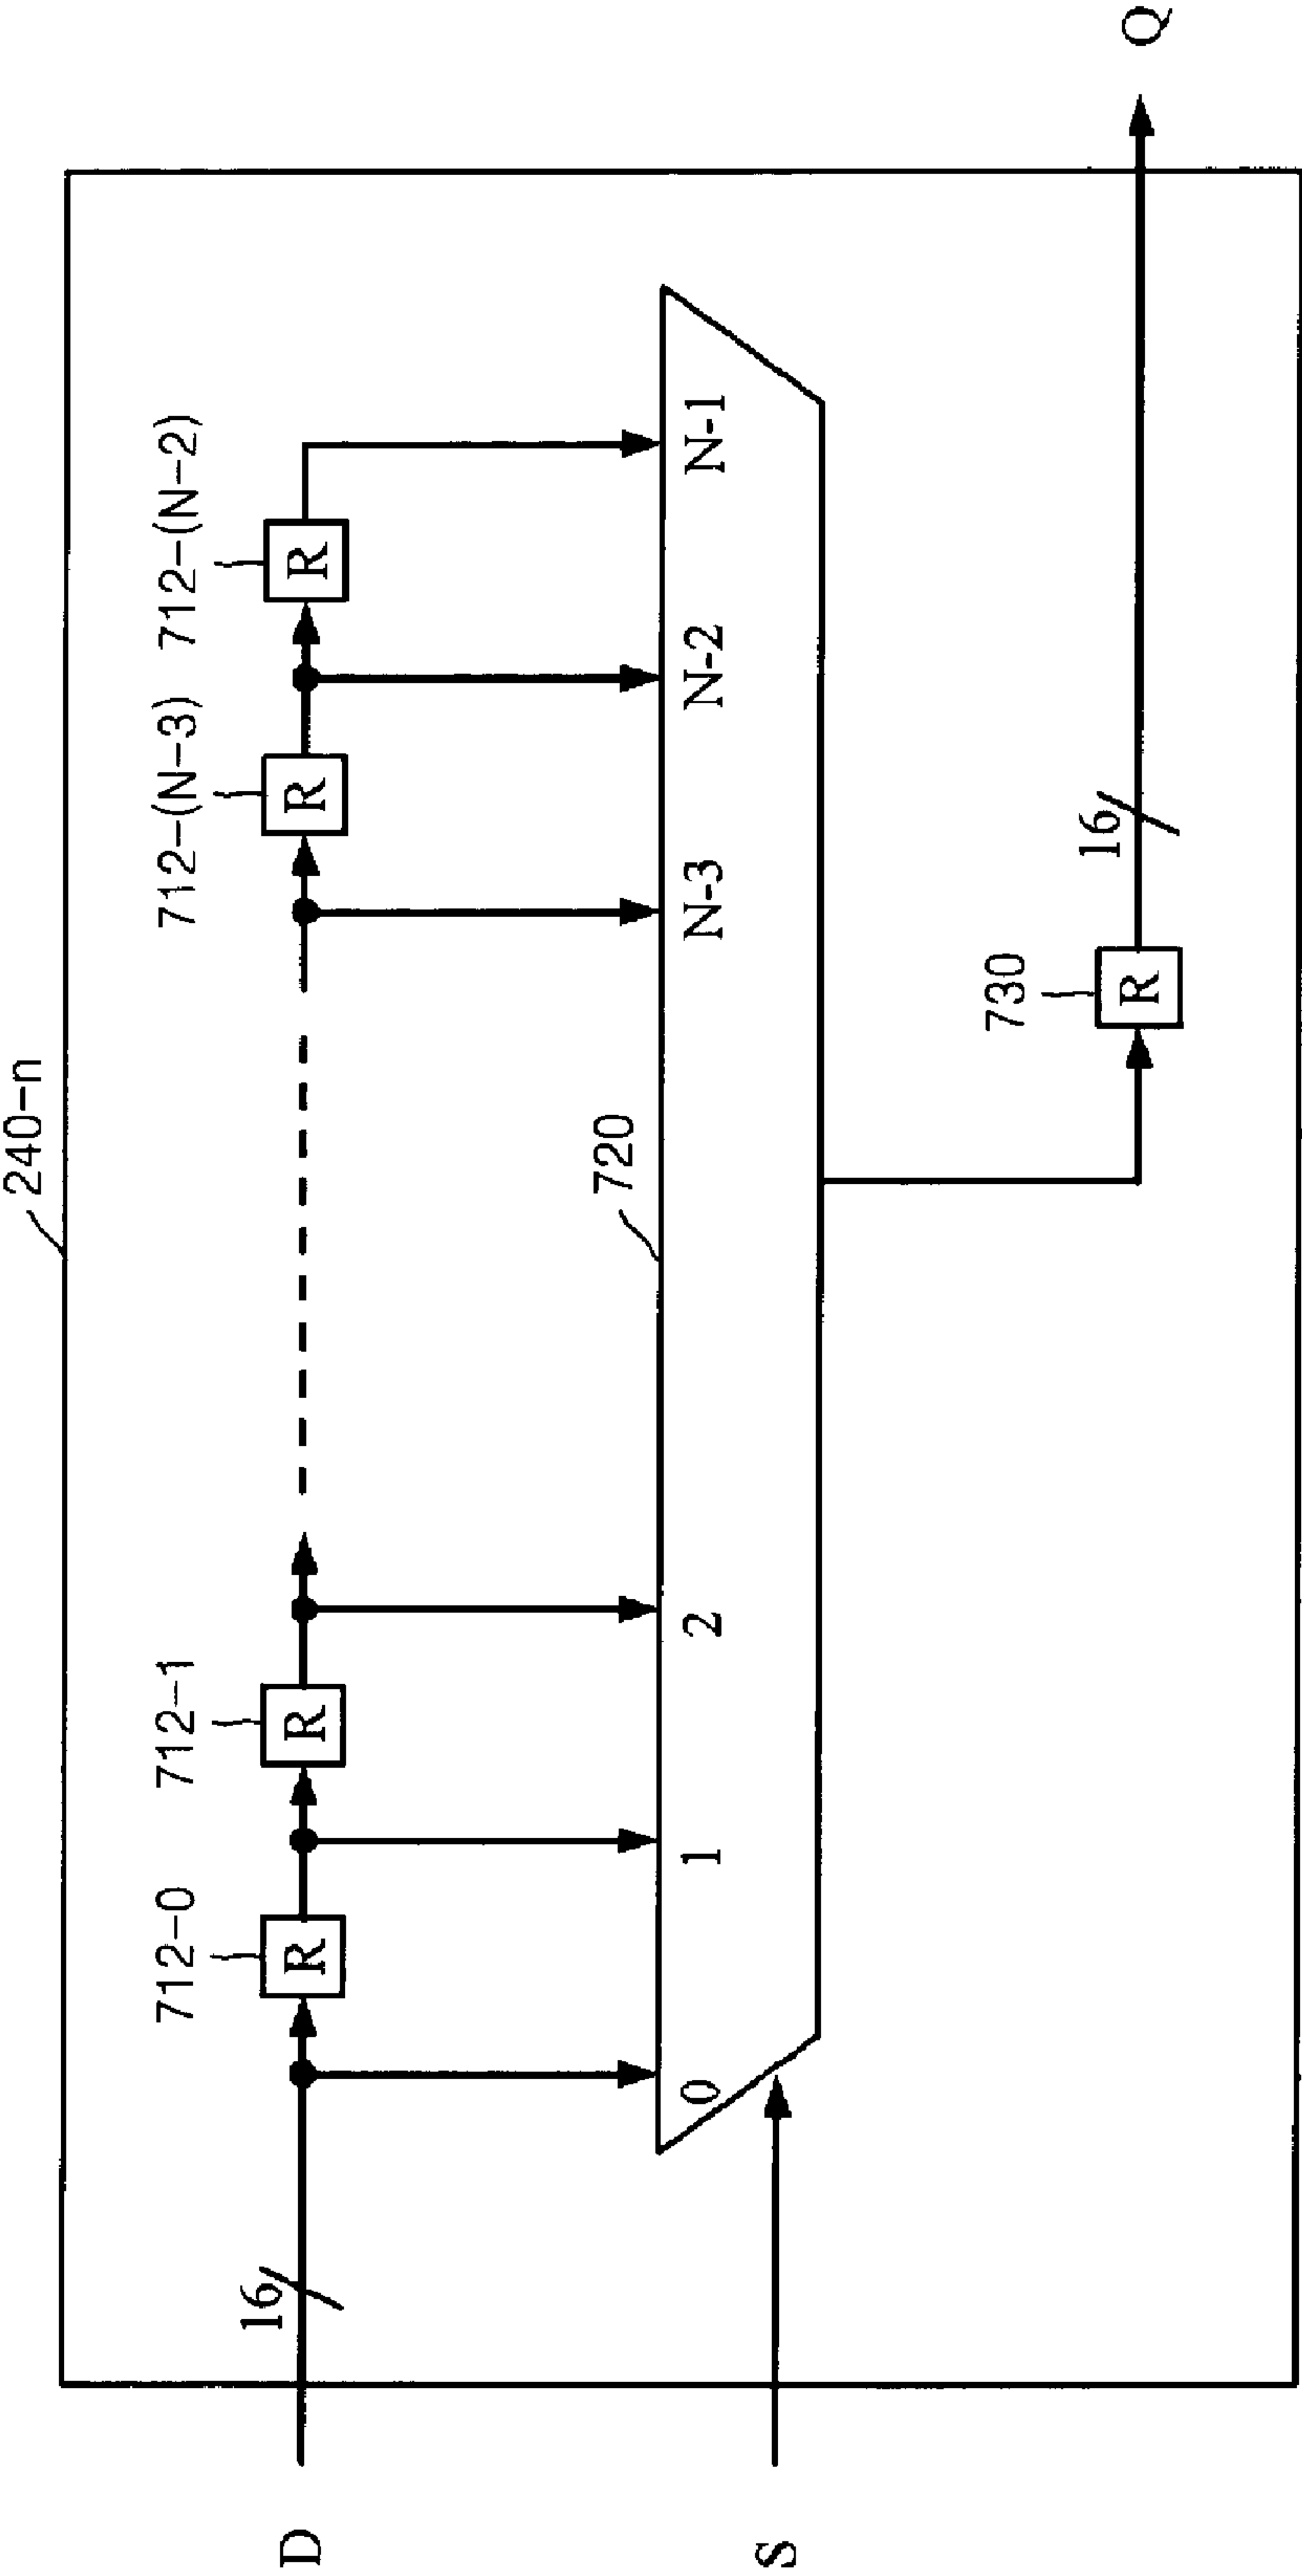 240-n
712-0
712-1
712-(N-3)
712-(N-2)
R
R
R
R
D
16
720
0
1
2
N-3
N-2
N-1
S
730
R
16
Q